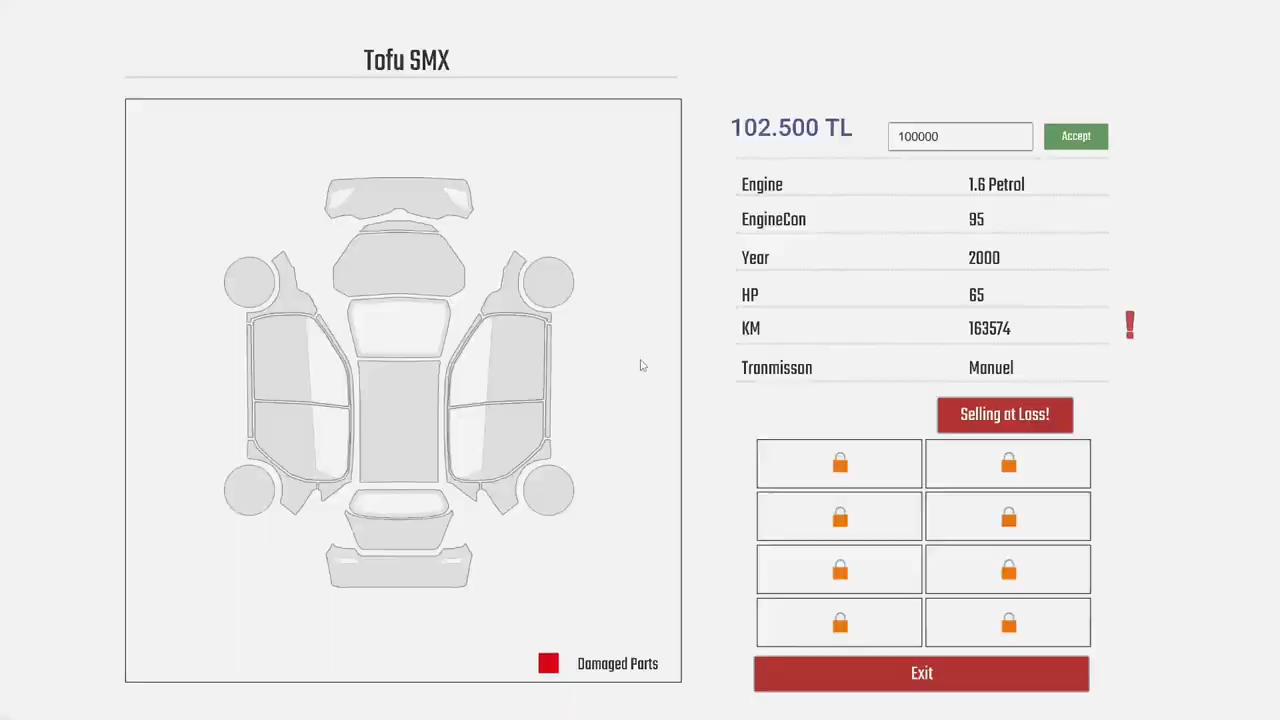 Tofu SMX
102.500 TL
100000
Accept
Engine 1.6 Petrol
EngineCon 95
Year 2000
HP 65
KM 163574
!
Tranmisson Manuel
Selling at Loss!
Damaged Parts
Exit